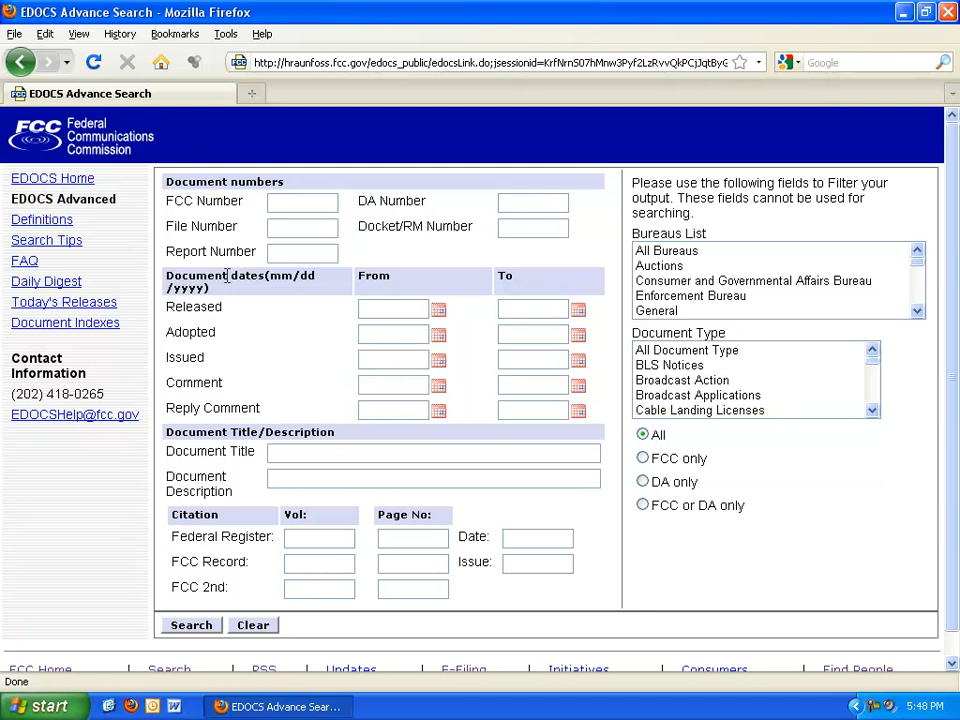 EDOCS Advance Search - Mozilla Firefox
File Edit View History Bookmarks Tools Help
http://hraunfoss.fcc.gov/edocs_public/edocsLink.do;jsessionid=
Google
EDOCS Advance Search
FCC Federal
Communications
Commission
EDOCS Home
EDOCS Advanced
Definitions
Search Tips
FAQ
Daily Digest
Today's Releases
Document Indexes
Contact
Information
(202) 418-0265
EDOCSHelp@fcc.gov
Document numbers
FCC Number DA Number
File Number Docket/RM Number
Report Number
Document dates(mm/dd
/yyyy) From To
Released
Adopted
Issued
Comment
Reply Comment
Document Title/Description
Document Title
Document
Description
Citation Vol: Page No:
Federal Register: Date:
FCC Record: Issue:
FCC 2nd:
Search Clear
Please use the following fields to Filter your
output. These fields cannot be used for
searching.
Bureaus List
All Bureaus
Auctions
Consumer and Governmental Affairs Bureau
Enforcement Bureau
General
Document Type
All Document Type
BLS Notices
Broadcast Action
Broadcast Applications
Cable Landing Licenses
All
FCC only
DA only
FCC or DA only
FCC Home Search RSS Updates E-Filing Initiatives Consumers Find People
Done
start EDOCS Advance Sear... 5:48 PM